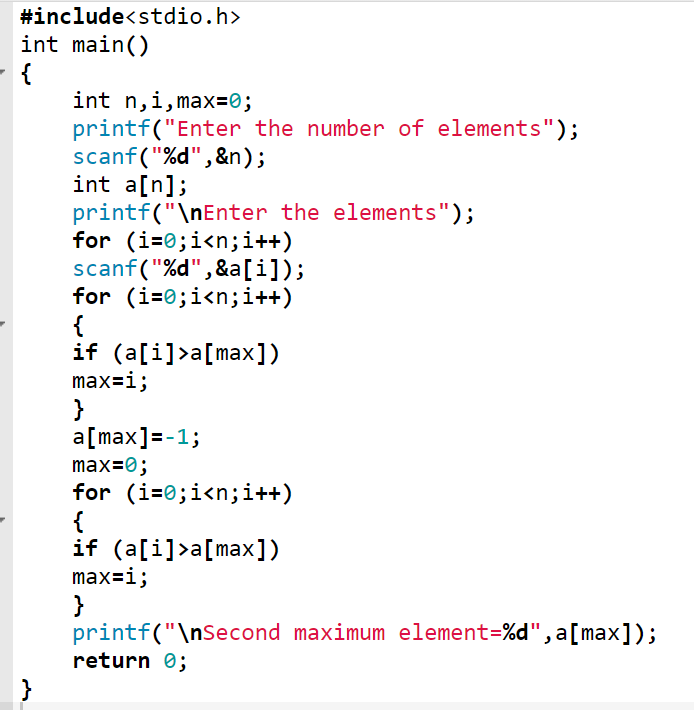 #include<stdio.h>
int main()
{
    int n,i,max=0;
    printf("Enter the number of elements");
    scanf("%d",&n);
    int a[n];
    printf("\nEnter the elements");
    for (i=0;i<n;i++)
    scanf("%d",&a[i]);
    for (i=0;i<n;i++)
    {
    if (a[i]>a[max])
    max=i;
    }
    a[max]=-1;
    max=0;
    for (i=0;i<n;i++)
    {
    if (a[i]>a[max])
    max=i;
    }
    printf("\nSecond maximum element=%d",a[max]);
    return 0;
}